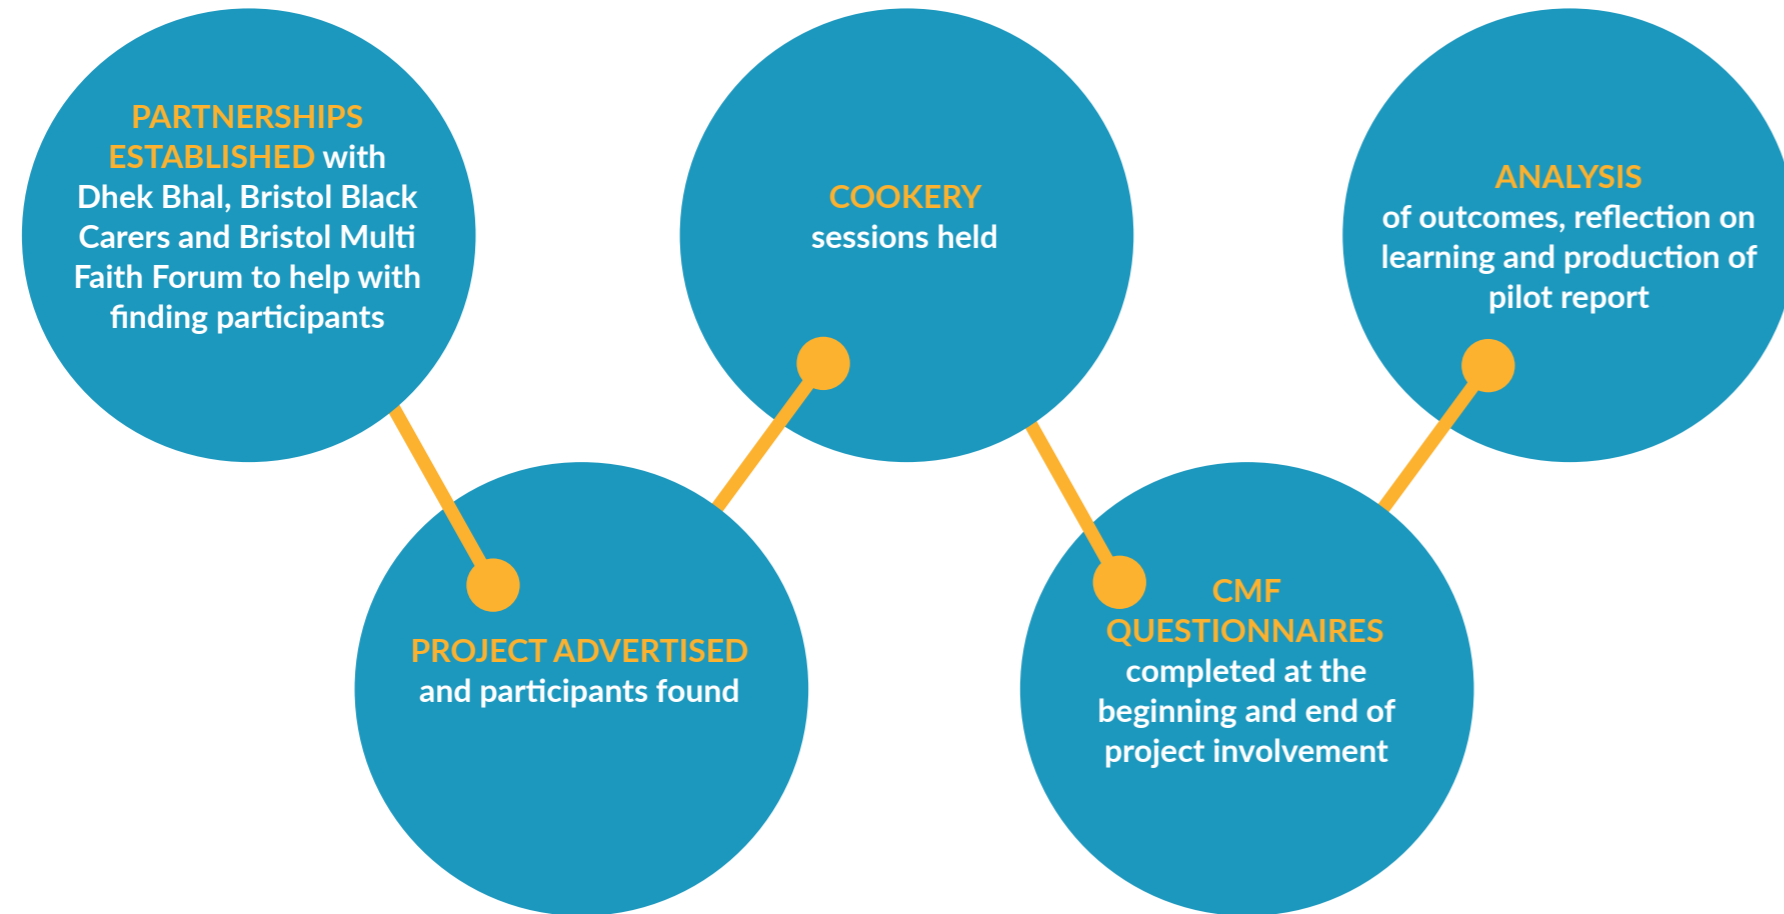 PARTNERSHIPS
ESTABLISHED with
Dhek Bhal, Bristol Black
Carers and Bristol Multi
Faith Forum to help with
finding participants
PROJECT ADVERTISED
and participants found
COOKERY
sessions held
CMF
QUESTIONNAIRES
completed at the
beginning and end of
project involvement
ANALYSIS
of outcomes, reflection on
learning and production of
pilot report